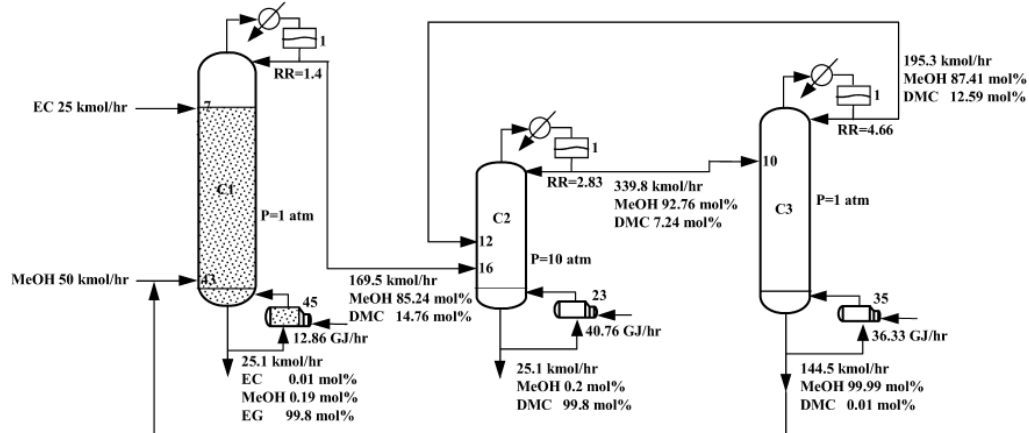 1
RR=1.4
EC 25 kmol/hr
7
C1
P=1 atm
MeOH 50 kmol/hr
43
45
12.86 GJ/hr
25.1 kmol/hr
EC 0.01 mol%
MeOH 0.19 mol%
EG 99.8 mol%
169.5 kmol/hr
MeOH 85.24 mol%
DMC 14.76 mol%
1
RR=2.83
C2
12
16
P=10 atm
23
40.76 GJ/hr
25.1 kmol/hr
MeOH 0.2 mol%
DMC 99.8 mol%
339.8 kmol/hr
MeOH 92.76 mol%
DMC 7.24 mol%
1
RR=4.66
195.3 kmol/hr
MeOH 87.41 mol%
DMC 12.59 mol%
10
C3
P=1 atm
35
36.33 GJ/hr
144.5 kmol/hr
MeOH 99.99 mol%
DMC 0.01 mol%